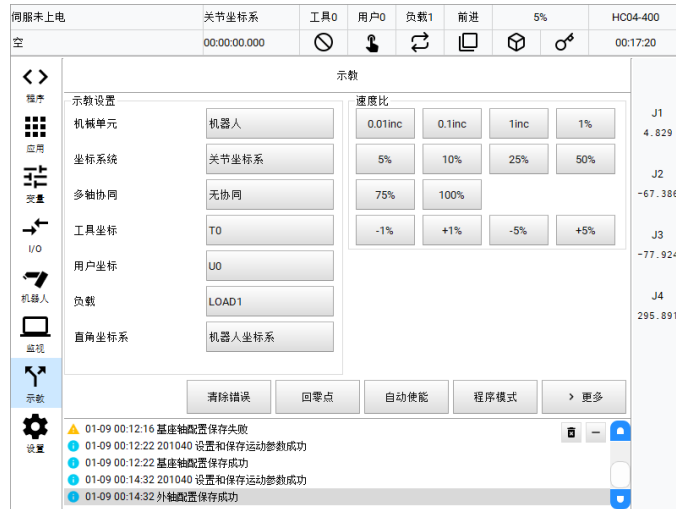 伺服未上电 关节坐标系 工具0 用户0 负载1 前进 5% HC04-400
空 00:00:00.000 00:17:20
程序
应用
变量
I/O
机器人
监视
示教
设置
示教
示教设置
机械单元 机器人
坐标系统 关节坐标系
多轴协同 无协同
工具坐标 T0
用户坐标 U0
负载 LOAD1
直角坐标系 机器人坐标系
速度比
0.01inc 0.1inc 1inc 1%
5% 10% 25% 50%
75% 100%
-1% +1% -5% +5%
J1
4.829
J2
-67.386
J3
-77.924
J4
295.891
清除错误 回零点 自动使能 程序模式 > 更多
01-09 00:12:16 基座轴配置保存失败
01-09 00:12:22 201040 设置和保存运动参数成功
01-09 00:12:22 基座轴配置保存成功
01-09 00:14:32 201040 设置和保存运动参数成功
01-09 00:14:32 外轴配置保存成功